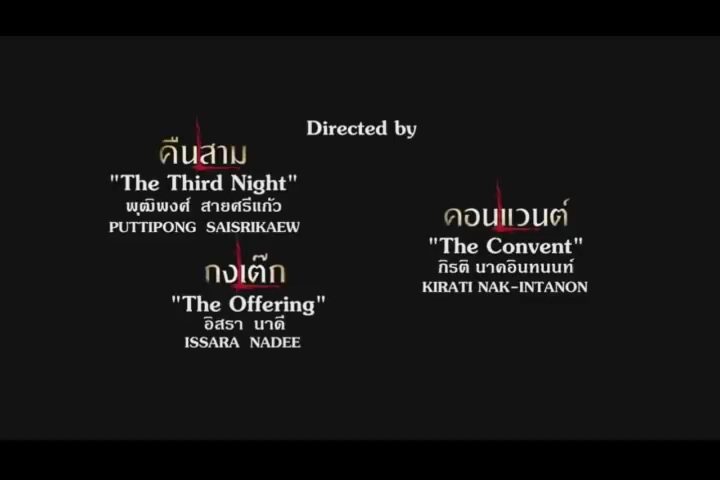 Directed by
คืนสาม
"The Third Night"
พุฒิพงศ์ สายศรีแก้ว
PUTTIPONG SAISRIKAEW
กงเต๊ก
"The Offering"
อิสรา นาดี
ISSARA NADEE
คอนแวนต์
"The Convent"
กิรติ นาคอินทนนท์
KIRATI NAK-INTANON